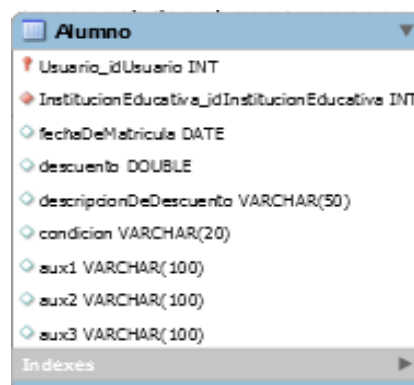 Alumno
Usuario_idUsuario INT
InstitucionEducativa_idInstitucionEducativa INT
fechaDeMatricula DATE
descuento DOUBLE
descripcionDeDescuento VARCHAR(50)
condicion VARCHAR(20)
aux1 VARCHAR(100)
aux2 VARCHAR(100)
aux3 VARCHAR(100)
Indexes